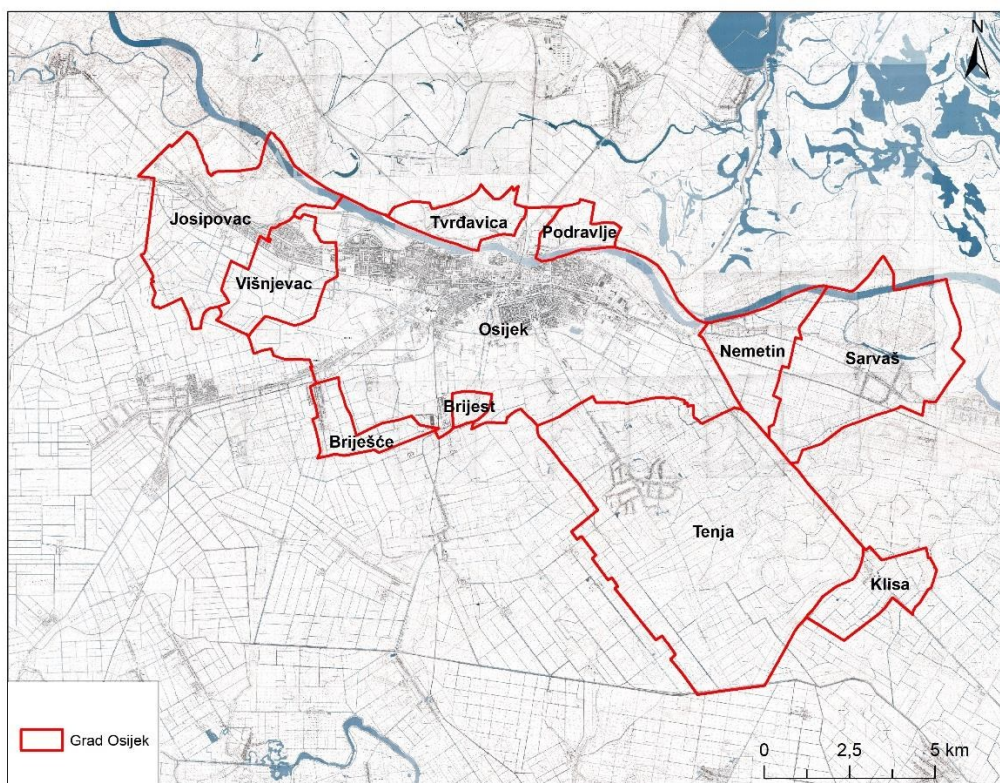 N
Josipovac
Tvrđavica
Podravlje
Višnjevac
Osijek
Nemetin
Sarvaš
Brijest
Briješće
Tenja
Klisa
Grad Osijek
0 2,5 5 km